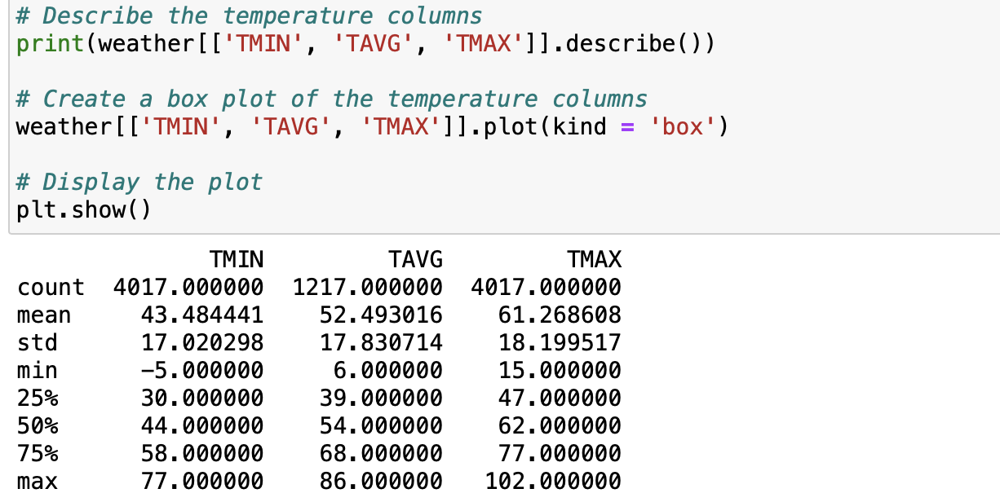 # Describe the temperature columns
print(weather[['TMIN', 'TAVG', 'TMAX']].describe())
# Create a box plot of the temperature columns
weather[['TMIN', 'TAVG', 'TMAX']].plot(kind = 'box')
# Display the plot
plt.show()
TMIN TAVG TMAX
count 4017.000000 1217.000000 4017.000000
mean 43.484441 52.493016 61.268608
std 17.020298 17.830714 18.199517
min −5.000000 6.000000 15.000000
25% 30.000000 39.000000 47.000000
50% 44.000000 54.000000 62.000000
75% 58.000000 68.000000 77.000000
max 77.000000 86.000000 102.000000